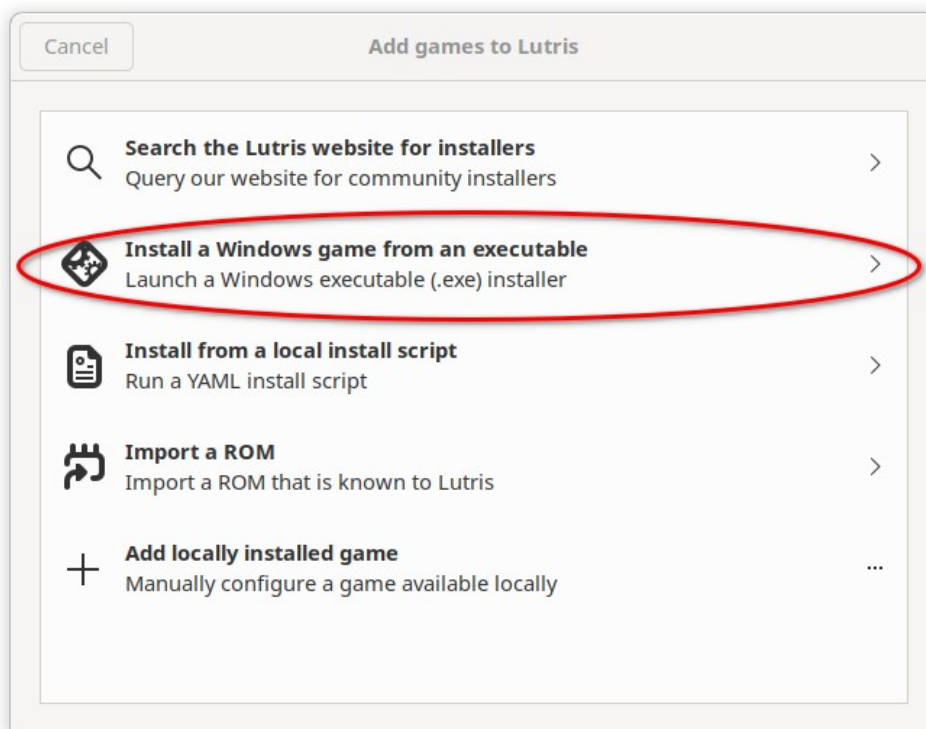 Cancel
Add games to Lutris
Search the Lutris website for installers
Query our website for community installers
Install a Windows game from an executable
Launch a Windows executable (.exe) installer
Install from a local install script
Run a YAML install script
Import a ROM
Import a ROM that is known to Lutris
Add locally installed game
Manually configure a game available locally